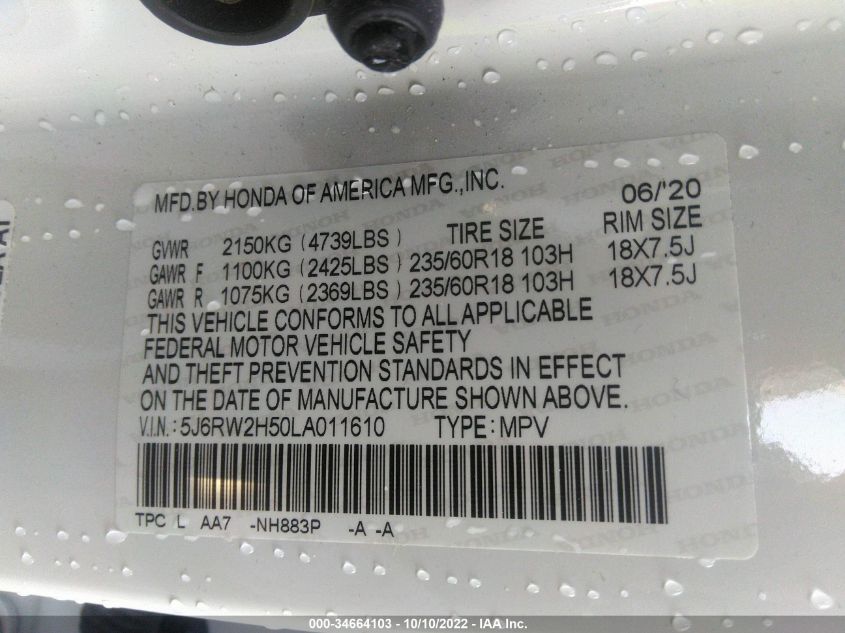 MFD.BY HONDA OF AMERICA MFG.,INC. 06/'20
TIRE SIZE RIM SIZE
GVWR 2150KG (4739LBS)
GAWR F 1100KG (2425LBS) 235/60R18 103H 18X7.5J
GAWR R 1075KG (2369LBS) 235/60R18 103H 18X7.5J
THIS VEHICLE CONFORMS TO ALL APPLICABLE
FEDERAL MOTOR VEHICLE SAFETY
AND THEFT PREVENTION STANDARDS IN EFFECT
ON THE DATE OF MANUFACTURE SHOWN ABOVE.
V.I.N.:5J6RW2H50LA011610 TYPE:MPV
TPC L AA7 -NH883P -A -A
000-34664103 - 10/10/2022 - IAA Inc.